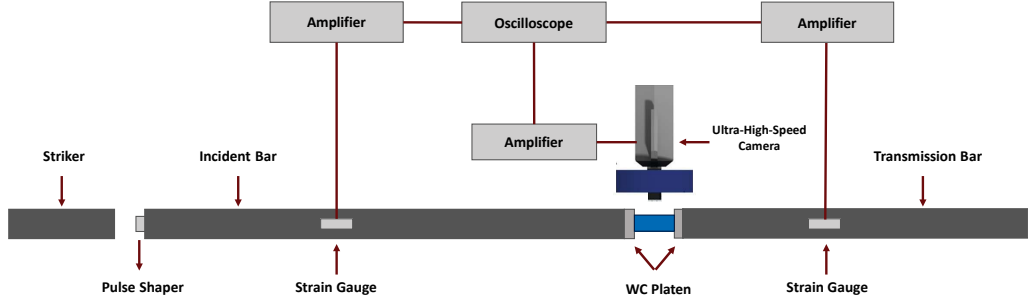 Amplifier
Oscilloscope
Amplifier
Amplifier
Ultra-High-Speed
Camera
Striker
Incident Bar
Transmission Bar
Pulse Shaper
Strain Gauge
WC Platen
Strain Gauge